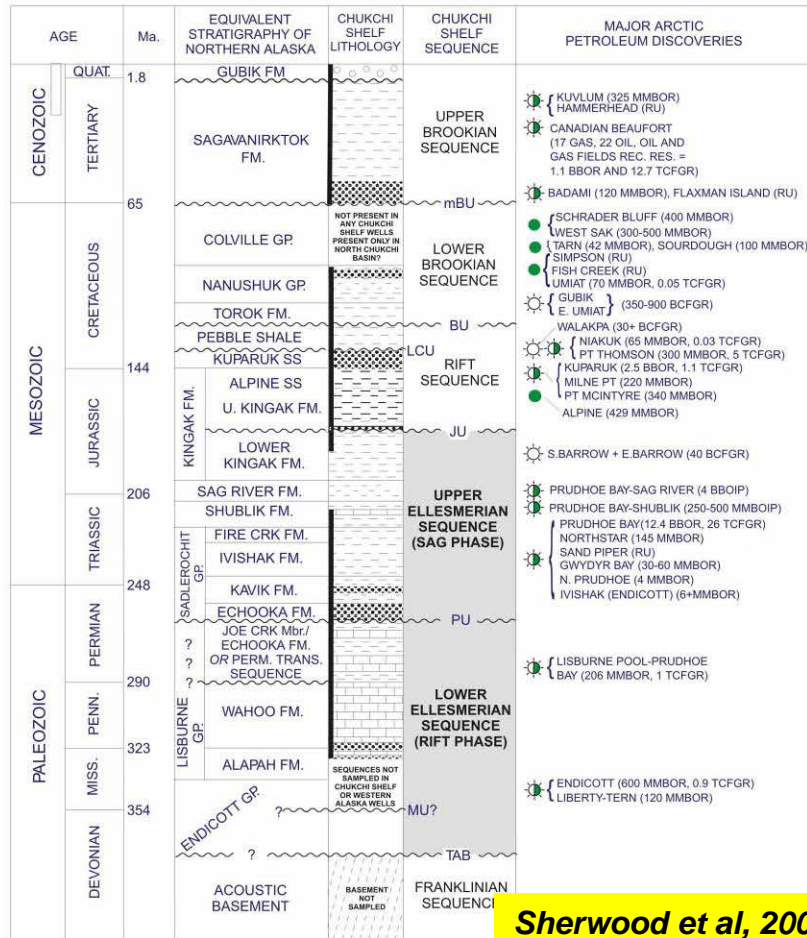 AGE
Ma.
EQUIVALENT
STRATIGRAPHY OF
NORTHERN ALASKA
CHUKCHI
SHELF
LITHOLOGY
CHUKCHI
SHELF
SEQUENCE
MAJOR ARCTIC
PETROLEUM DISCOVERIES
CENOZOIC
QUAT.
TERTIARY
MESOZOIC
CRETACEOUS
JURASSIC
TRIASSIC
PALEOZOIC
PERMIAN
PENN.
MISS.
DEVONIAN
1.8
65
144
206
248
290
323
354
GUBIK FM
SAGAVANIRKTOK
FM.
COLVILLE GP.
NANUSHUK GP.
TOROK FM.
PEBBLE SHALE
KUPARUK SS
KINGAK FM.
ALPINE SS
U. KINGAK FM.
LOWER
KINGAK FM.
SAG RIVER FM.
SHUBLIK FM.
SADLEROCHIT
GP.
FIRE CRK FM.
IVISHAK FM.
KAVIK FM.
ECHOOKA FM.
?
?
?
JOE CRK Mbr./
ECHOOKA FM.
OR PERM. TRANS.
SEQUENCE
LISBURNE
GP.
WAHOO FM.
ALAPAH FM.
ENDICOTT GP.
?
?
ACOUSTIC
BASEMENT
NOT PRESENT IN
ANY CHUKCHI
SHELF WELLS
PRESENT ONLY IN
NORTH CHUKCHI
BASIN?
SEQUENCES NOT
SAMPLED IN
CHUKCHI SHELF
OR WESTERN
ALASKA WELLS
BASEMENT
NOT
SAMPLED
UPPER
BROOKIAN
SEQUENCE
mBU
LOWER
BROOKIAN
SEQUENCE
BU
LCU
RIFT
SEQUENCE
JU
UPPER
ELLESMERIAN
SEQUENCE
(SAG PHASE)
PU
LOWER
ELLESMERIAN
SEQUENCE
(RIFT PHASE)
MU?
TAB
FRANKLINIAN
SEQUENC
KUVLUM (325 MMBOR)
HAMMERHEAD (RU)
CANADIAN BEAUFORT
(17 GAS, 22 OIL, OIL AND
GAS FIELDS REC. RES. =
1.1 BBOR AND 12.7 TCFGR)
BADAMI (120 MMBOR), FLAXMAN ISLAND (RU)
SCHRADER BLUFF (400 MMBOR)
WEST SAK (300-500 MMBOR)
TARN (42 MMBOR), SOURDOUGH (100 MMBOR)
SIMPSON (RU)
FISH CREEK (RU)
UMIAT (70 MMBOR, 0.05 TCFGR)
GUBIK
E. UMIAT
(350-900 BCFGR)
WALAKPA (30+ BCFGR)
NIAKUK (65 MMBOR, 0.03 TCFGR)
PT THOMSON (300 MMBOR, 5 TCFGR)
KUPARUK (2.5 BBOR, 1.1 TCFGR)
MILNE PT (220 MMBOR)
PT MCINTYRE (340 MMBOR)
ALPINE (429 MMBOR)
S.BARROW + E.BARROW (40 BCFGR)
PRUDHOE BAY-SAG RIVER (4 BBOIP)
PRUDHOE BAY-SHUBLIK (250-500 MMBOIP)
PRUDHOE BAY(12.4 BBOR, 26 TCFGR)
NORTHSTAR (145 MMBOR)
SAND PIPER (RU)
GWYDYR BAY (30-60 MMBOR)
N. PRUDHOE (4 MMBOR)
IVISHAK (ENDICOTT) (6+MMBOR)
LISBURNE POOL-PRUDHOE
BAY (206 MMBOR, 1 TCFGR)
ENDICOTT (600 MMBOR, 0.9 TCFGR)
LIBERTY-TERN (120 MMBOR)
Sherwood et al, 200